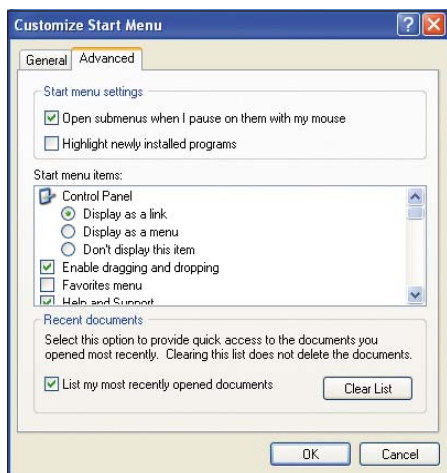 Customize Start Menu
General Advanced
Start menu settings
Open submenus when I pause on them with my mouse
Highlight newly installed programs
Start menu items:
Control Panel
Display as a link
Display as a menu
Don't display this item
Enable dragging and dropping
Favorites menu
Help and Support
Recent documents
Select this option to provide quick access to the documents you
opened most recently. Clearing this list does not delete the documents.
List my most recently opened documents
Clear List
OK Cancel